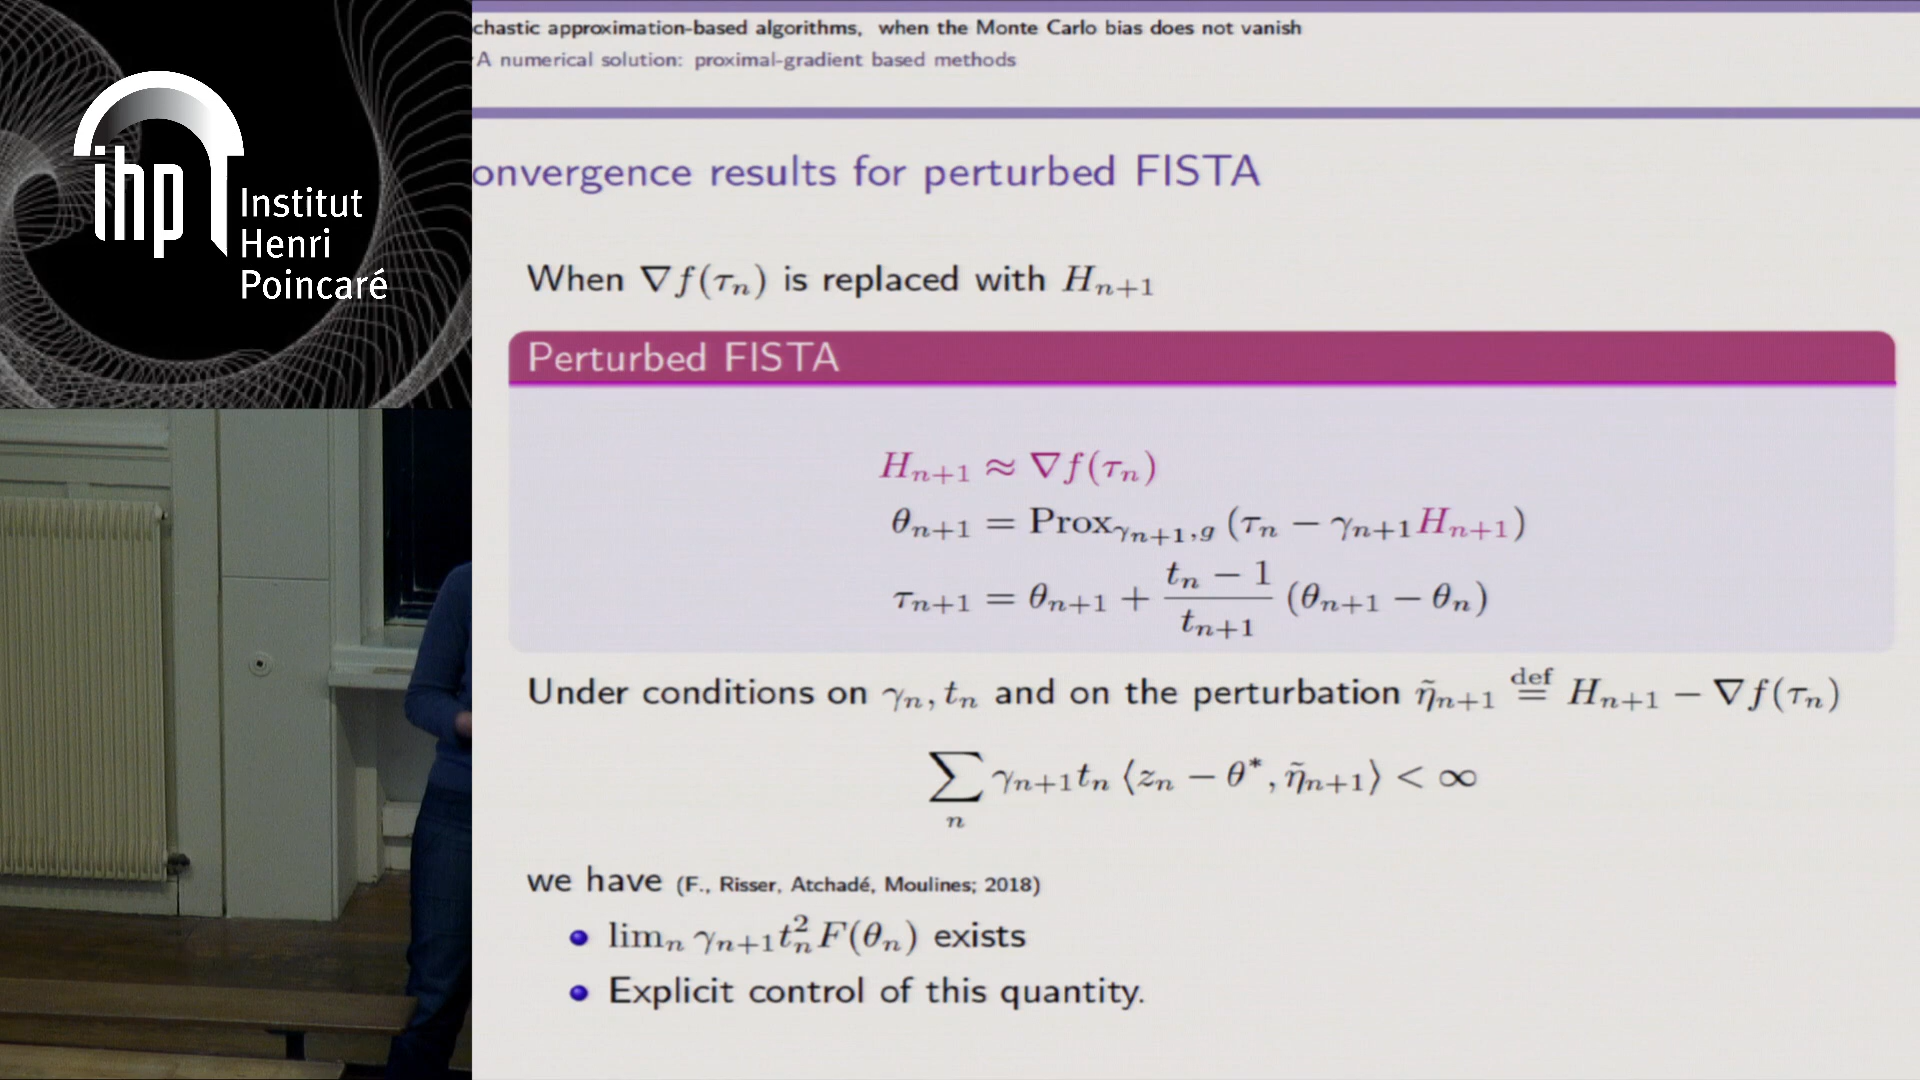 ihp
Institut
Henri
Poincaré
chastic approximation-based algorithms, when the Monte Carlo bias does not vanish
A numerical solution: proximal-gradient based methods
onvergence results for perturbed FISTA
When ∇f(τ_n) is replaced with H_{n+1}
Perturbed FISTA
H_{n+1} ≈ ∇f(τ_n)
θ_{n+1} = Prox_{γ_{n+1},g} (τ_n − γ_{n+1}H_{n+1})
τ_{n+1} = θ_{n+1} + \frac{t_n − 1}{t_{n+1}} (θ_{n+1} − θ_n)
Under conditions on γ_n, t_n and on the perturbation η̃_{n+1} \overset{def}{=} H_{n+1} − ∇f(τ_n)
∑_n γ_{n+1}t_n ⟨z_n − θ^*, η̃_{n+1}⟩ < ∞
we have (F., Risser, Atchadé, Moulines; 2018)
• lim_n γ_{n+1}t_n^2 F(θ_n) exists
• Explicit control of this quantity.